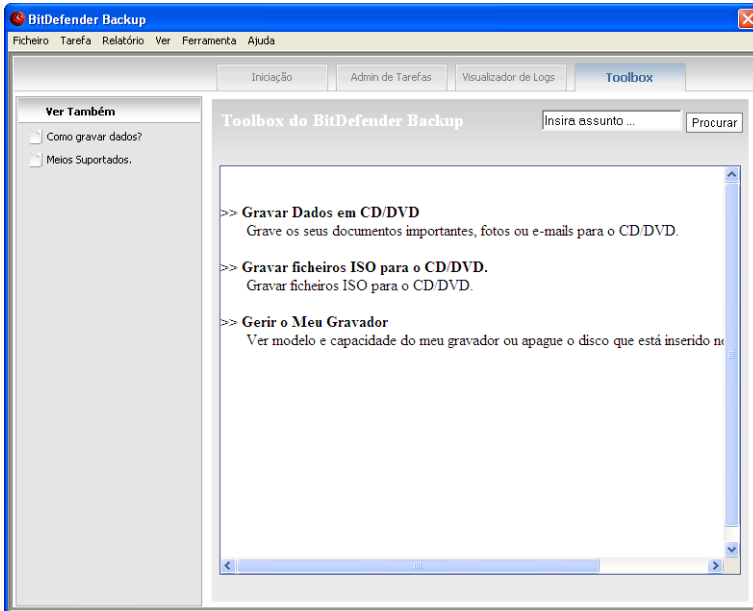 BitDefender Backup
Ficheiro Tarefa Relatório Ver Ferramenta Ajuda
Iniciação Admin de Tarefas Visualizador de Logs Toolbox
Ver Também
Como gravar dados?
Meios Suportados.
Toolbox do BitDefender Backup
Insira assunto ...
Procurar
>> Gravar Dados em CD/DVD
Grave os seus documentos importantes, fotos ou e-mails para o CD/DVD.
>> Gravar ficheiros ISO para o CD/DVD.
Gravar ficheiros ISO para o CD/DVD.
>> Gerir o Meu Gravador
Ver modelo e capacidade do meu gravador ou apague o disco que está inserido